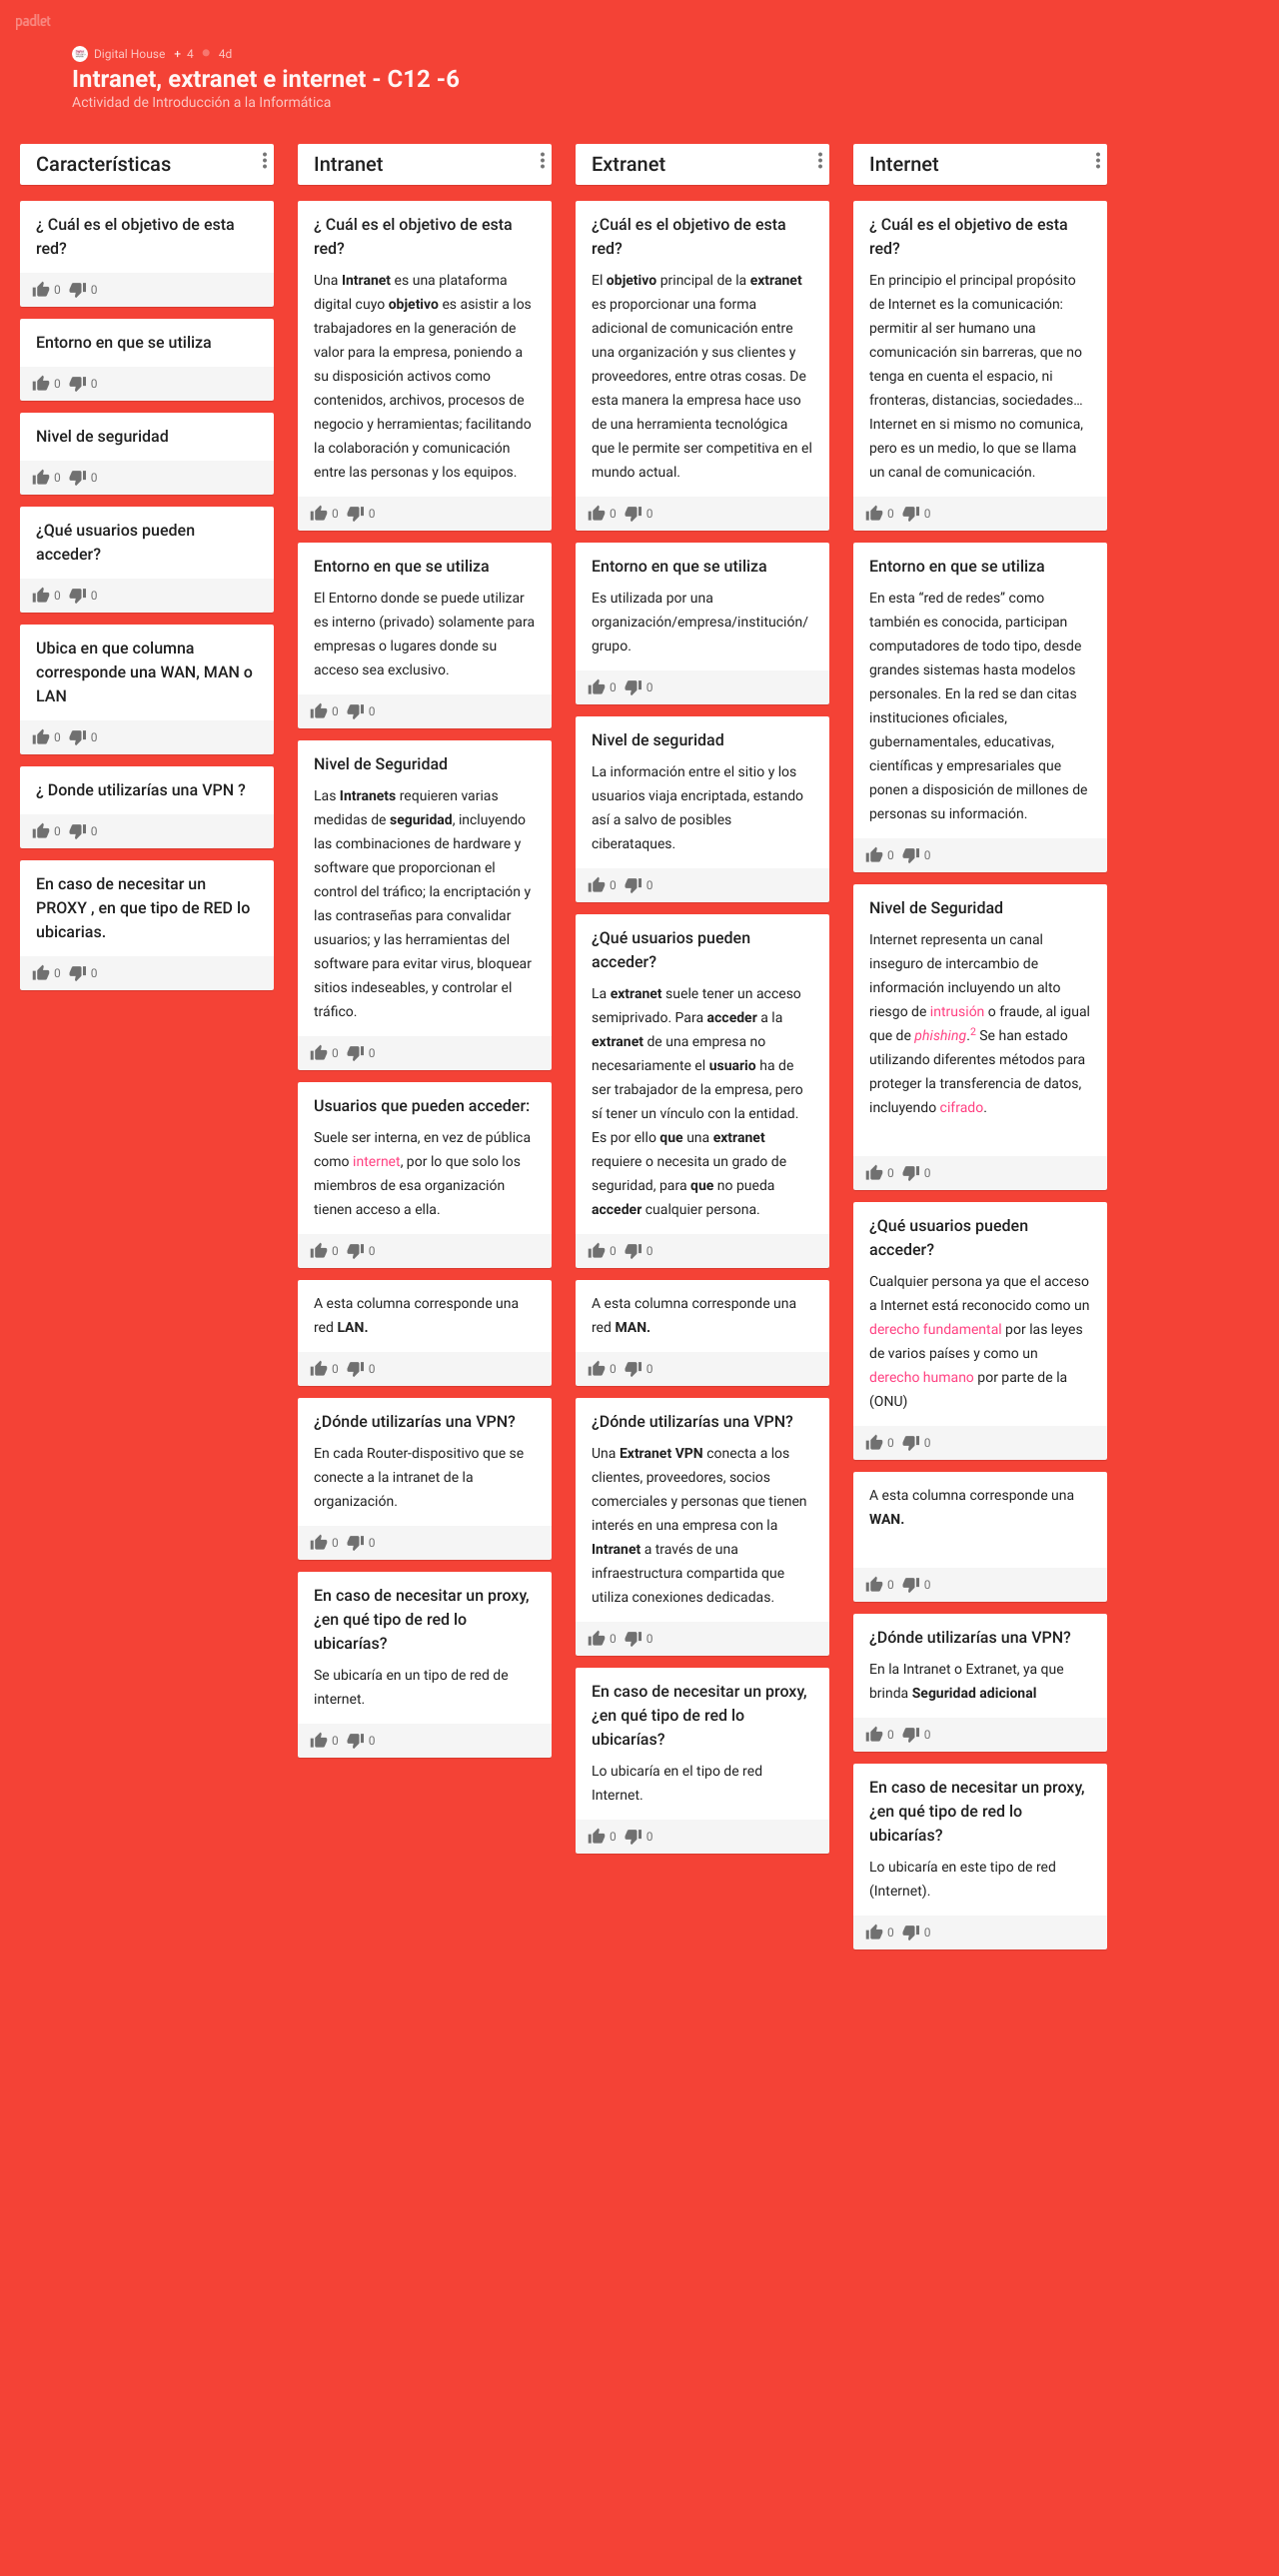 padlet
Digital House + 4 4d
Intranet, extranet e internet - C12 -6
Actividad de Introducción a la Informática
Característicias
¿ Cuál es el objetivo de esta
red?
0 0
Entorno en que se utiliza
0 0
Nivel de seguridad
0 0
¿Qué usuarios pueden
acceder?
0 0
Ubica en que columna
corresponde una WAN, MAN o
LAN
0 0
¿ Donde utilizarías una VPN ?
0 0
En caso de necesitar un
PROXY , en que tipo de RED lo
ubicarias.
0 0
Intranet
¿ Cuál es el objetivo de esta
red?
Una Intranet es una plataforma
digital cuyo objetivo es asistir a los
trabajadores en la generación de
valor para la empresa, poniendo a
su disposición activos como
contenidos, archivos, procesos de
negocio y herramientas; facilitando
la colaboración y comunicación
entre las personas y los equipos.
0 0
Entorno en que se utiliza
El Entorno donde se puede utilizar
es interno (privado) solamente para
empresas o lugares donde su
acceso sea exclusivo.
0 0
Nivel de Seguridad
Las Intranets requieren varias
medidas de seguridad, incluyendo
las combinaciones de hardware y
software que proporcionan el
control del tráfico; la encriptación y
las contraseñas para convalidar
usuarios; y las herramientas del
software para evitar virus, bloquear
sitios indeseables, y controlar el
tráfico.
0 0
Usuarios que pueden acceder:
Suele ser interna, en vez de pública
como internet, por lo que solo los
miembros de esa organización
tienen acceso a ella.
0 0
A esta columna corresponde una
red LAN.
0 0
¿Dónde utilizarías una VPN?
En cada Router-dispositivo que se
conecte a la intranet de la
organización.
0 0
En caso de necesitar un proxy,
¿en qué tipo de red lo
ubicarías?
Se ubicaría en un tipo de red de
internet.
0 0
Extranet
¿Cuál es el objetivo de esta
red?
El objetivo principal de la extranet
es proporcionar una forma
adicional de comunicación entre
una organización y sus clientes y
proveedores, entre otras cosas. De
esta manera la empresa hace uso
de una herramienta tecnológica
que le permite ser competitiva en el
mundo actual.
0 0
Entorno en que se utiliza
Es utilizada por una
organización/empresa/institución/
grupo.
0 0
Nivel de seguridad
La información entre el sitio y los
usuarios viaja encriptada, estando
así a salvo de posibles
ciberataques.
0 0
¿Qué usuarios pueden
acceder?
La extranet suele tener un acceso
semiprivado. Para acceder a la
extranet de una empresa no
necesariamente el usuario ha de
ser trabajador de la empresa, pero
sí tener un vínculo con la entidad.
Es por ello que una extranet
requiere o necesita un grado de
seguridad, para que no pueda
acceder cualquier persona.
0 0
A esta columna corresponde una
red MAN.
0 0
¿Dónde utilizarías una VPN?
Una Extranet VPN conecta a los
clientes, proveedores, socios
comerciales y personas que tienen
interés en una empresa con la
Intranet a través de una
infraestructura compartida que
utiliza conexiones dedicadas.
0 0
En caso de necesitar un proxy,
¿en qué tipo de red lo
ubicarías?
Lo ubicaría en el tipo de red
Internet.
0 0
Internet
¿ Cuál es el objetivo de esta
red?
En principio el principal propósito
de Internet es la comunicación:
permitir al ser humano una
comunicación sin barreras, que no
tenga en cuenta el espacio, ni
fronteras, distancias, sociedades…
Internet en si mismo no comunica,
pero es un medio, lo que se llama
un canal de comunicación.
0 0
Entorno en que se utiliza
En esta “red de redes” como
también es conocida, participan
computadores de todo tipo, desde
grandes sistemas hasta modelos
personales. En la red se dan citas
instituciones oficiales,
gubernamentales, educativas,
científicas y empresariales que
ponen a disposición de millones de
personas su información.
0 0
Nivel de Seguridad
Internet representa un canal
inseguro de intercambio de
información incluyendo un alto
riesgo de intrusión o fraude, al igual
que de phishing.2 Se han estado
utilizando diferentes métodos para
proteger la transferencia de datos,
incluyendo cifrado.
0 0
¿Qué usuarios pueden
acceder?
Cualquier persona ya que el acceso
a Internet está reconocido como un
derecho fundamental por las leyes
de varios países y como un
derecho humano por parte de la
(ONU)
0 0
A esta columna corresponde una
WAN.
0 0
¿Dónde utilizarías una VPN?
En la Intranet o Extranet, ya que
brinda Seguridad adicional
0 0
En caso de necesitar un proxy,
¿en qué tipo de red lo
ubicarías?
Lo ubicaría en este tipo de red
(Internet).
0 0